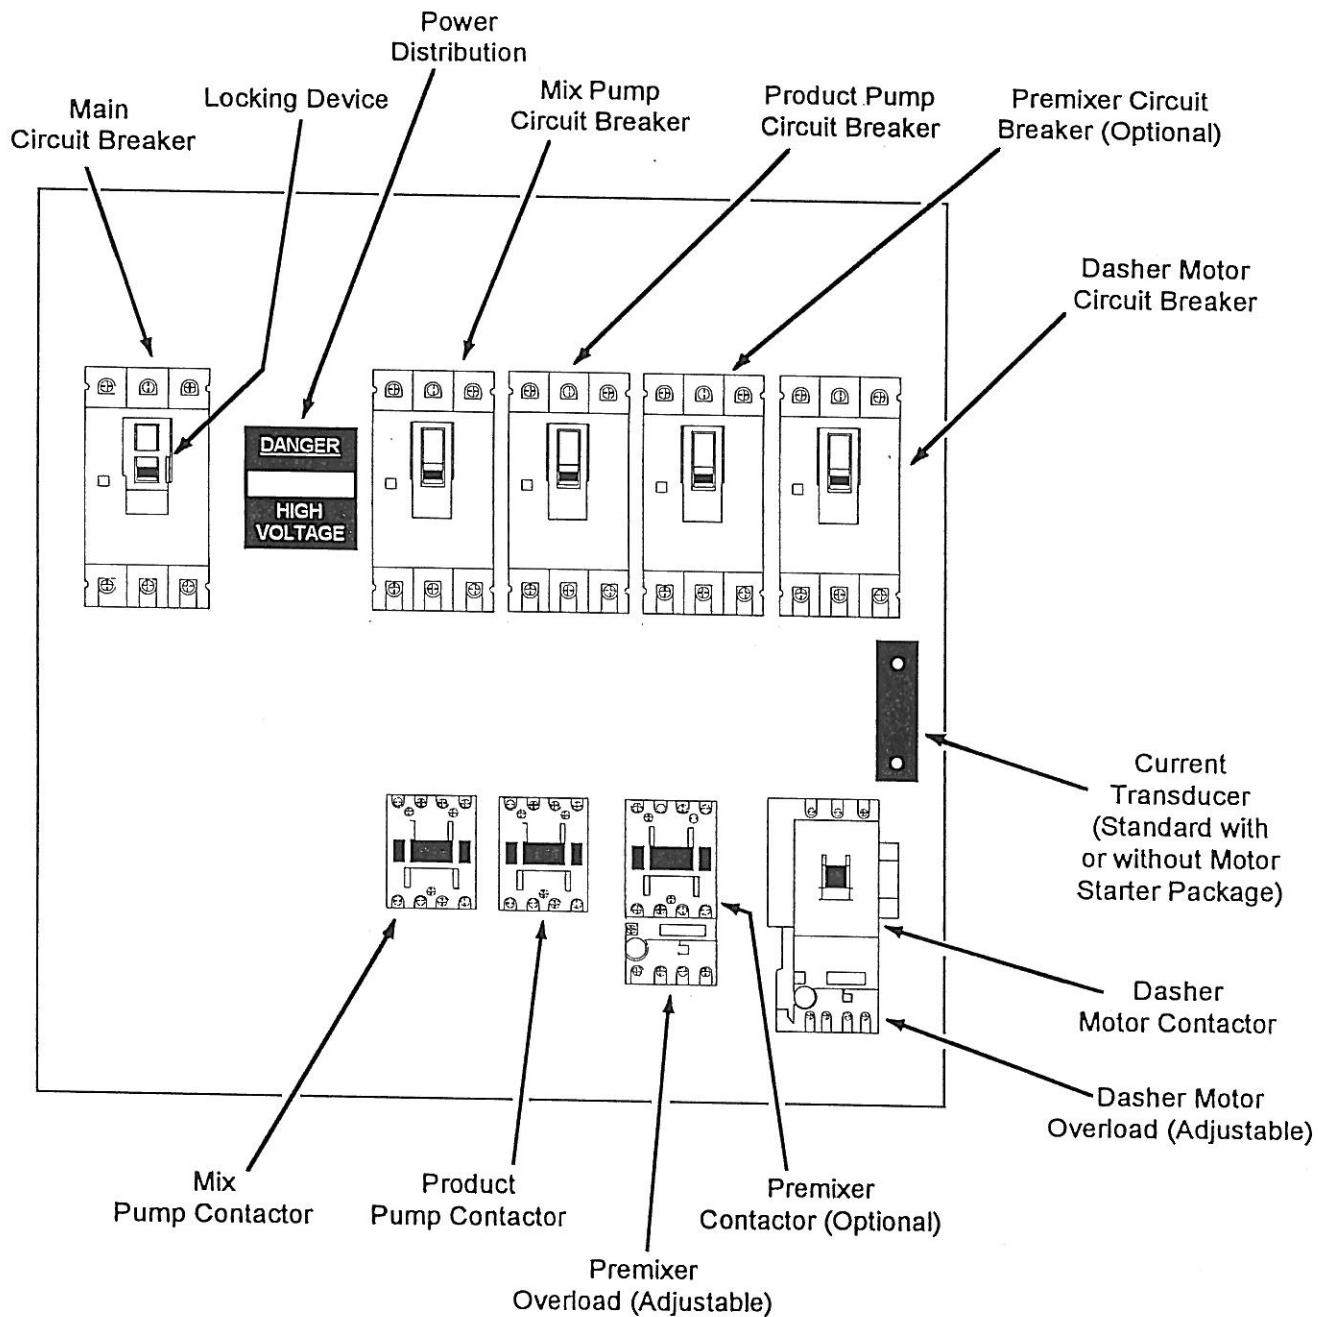 Power
Distribution
Locking Device
Main
Circuit Breaker
Mix Pump
Circuit Breaker
Product Pump
Circuit Breaker
Premixer Circuit
Breaker (Optional)
Dasher Motor
Circuit Breaker
DANGER
HIGH
VOLTAGE
Current
Transducer
(Standard with
or without Motor
Starter Package)
Dasher
Motor Contactor
Dasher Motor
Overload (Adjustable)
Mix
Pump Contactor
Product
Pump Contactor
Premixer
Contactor (Optional)
Premixer
Overload (Adjustable)